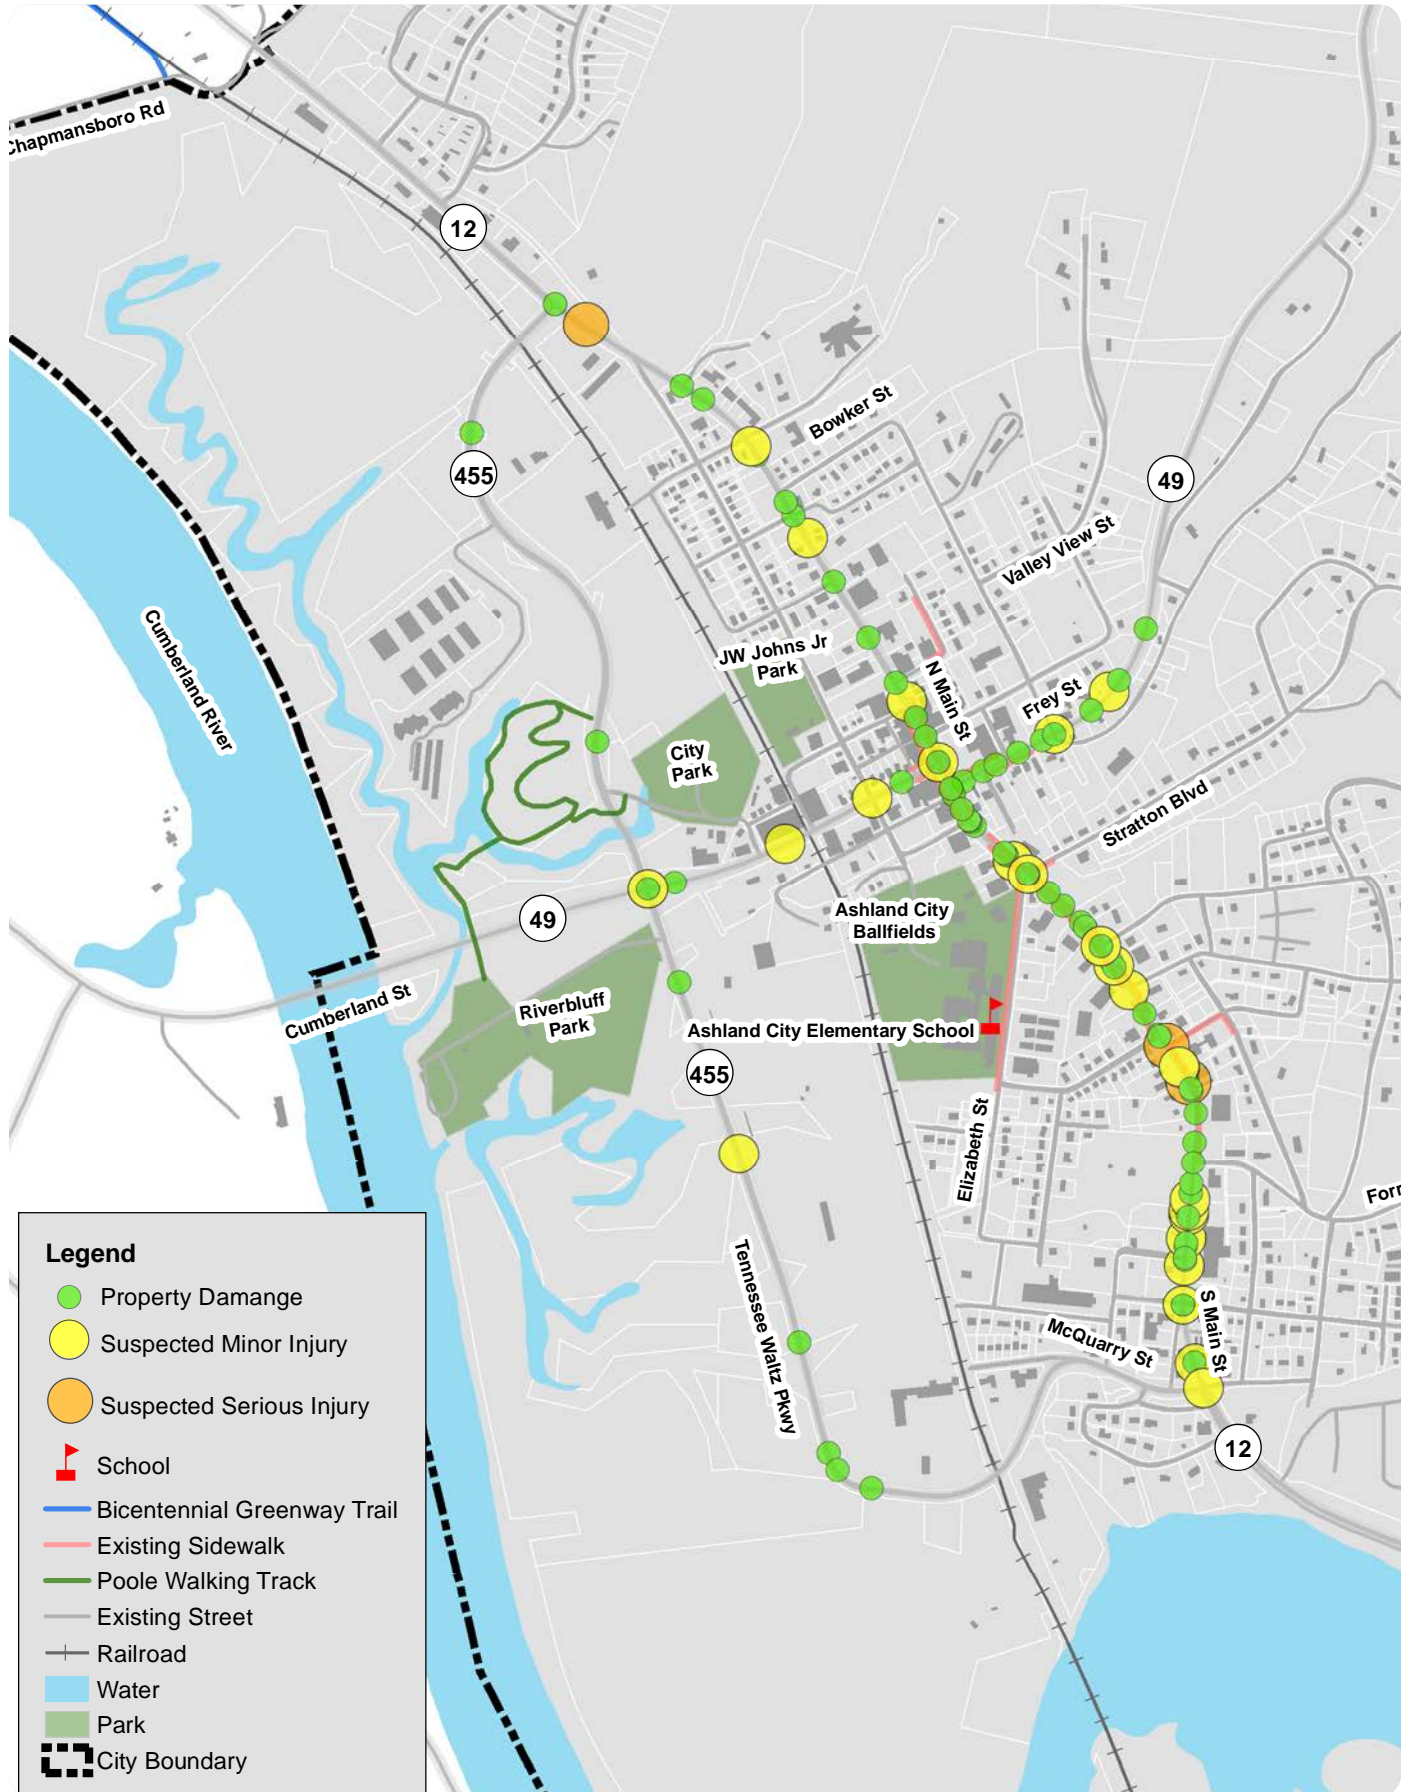 Chapmansboro Rd
12
Bowker St
455
49
Valley View St
Cumberland River
JW Johns Jr
Park
N Main St
Frey St
City
Park
Stratton Blvd
Ashland City
Ballfields
49
Cumberland St
Riverbluff
Park
Ashland City Elementary School
455
Elizabeth St
Forr
Tennessee Waltz Pkwy
S Main St
McQuarry St
12
Legend
Property Damange
Suspected Minor Injury
Suspected Serious Injury
School
Bicentennial Greenway Trail
Existing Sidewalk
Poole Walking Track
Existing Street
Railroad
Water
Park
City Boundary